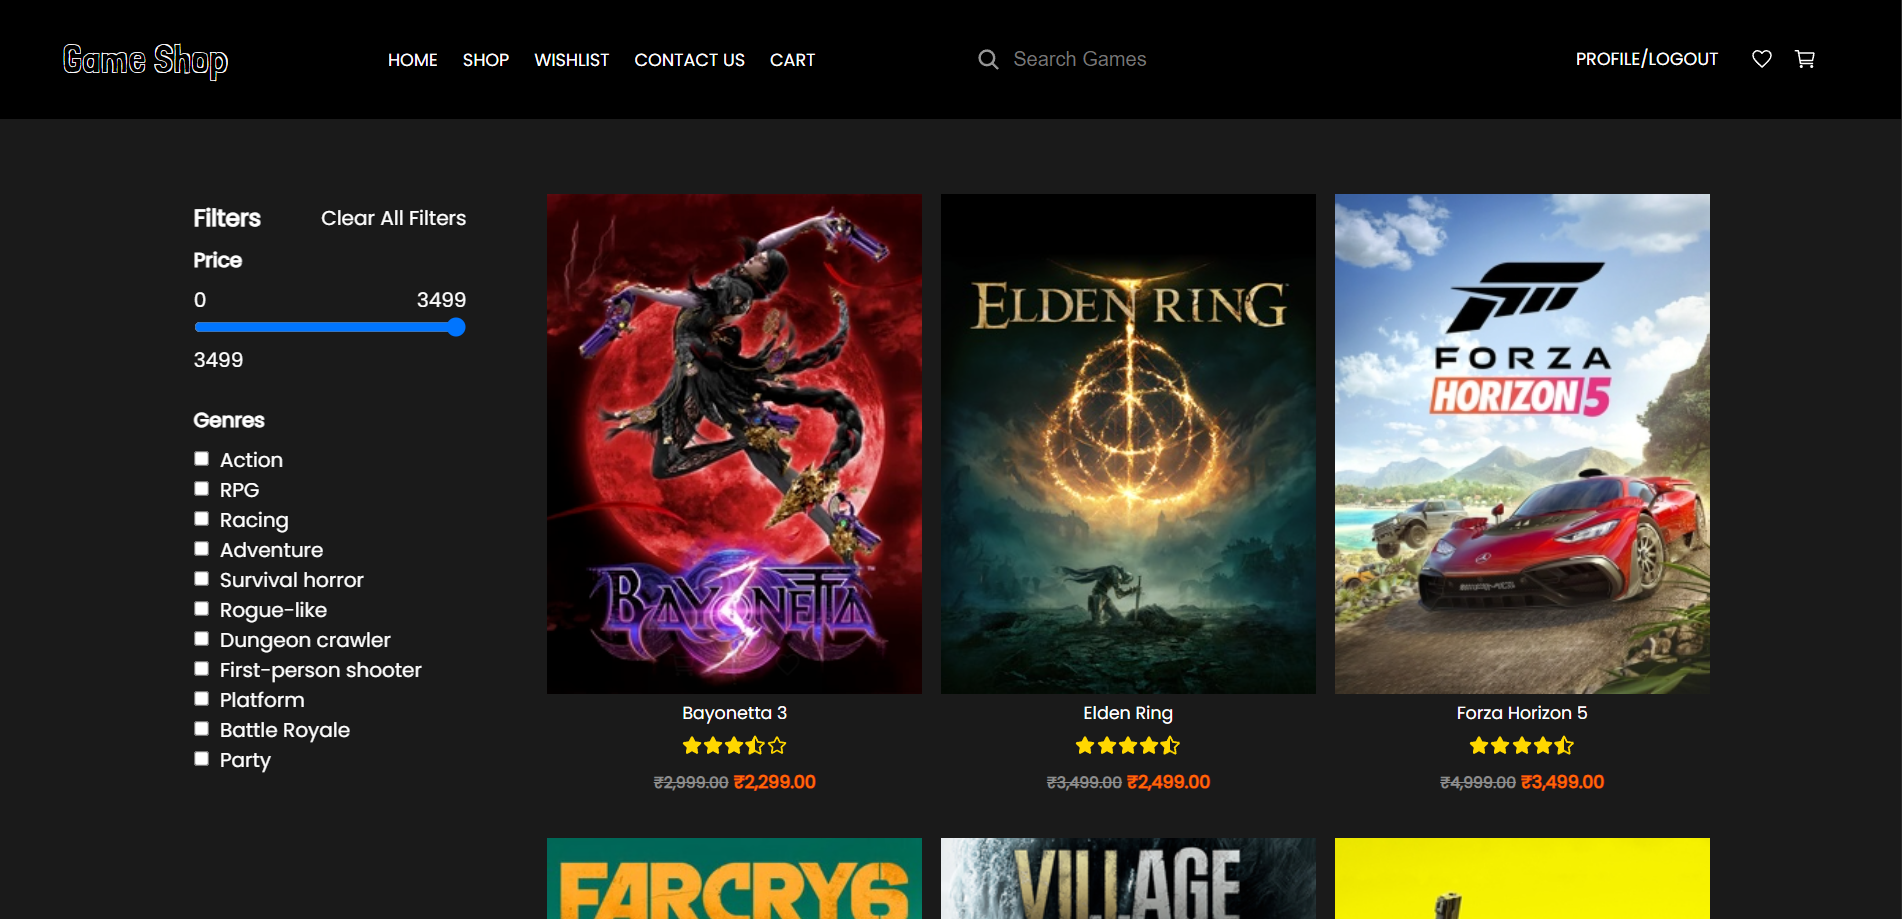 Game Shop
HOME SHOP WISHLIST CONTACT US CART
Search Games
PROFILE/LOGOUT
Filters Clear All Filters
Price
0 3499
3499
Genres
Action
RPG
Racing
Adventure
Survival horror
Rogue-like
Dungeon crawler
First-person shooter
Platform
Battle Royale
Party
BAYONETTA
3
ELDEN RING
FORZA
HORIZON 5
Bayonetta 3
₹2,999.00 ₹2,299.00
Elden Ring
₹3,499.00 ₹2,499.00
Forza Horizon 5
₹4,999.00 ₹3,499.00
FARCRY6
VILLAGE